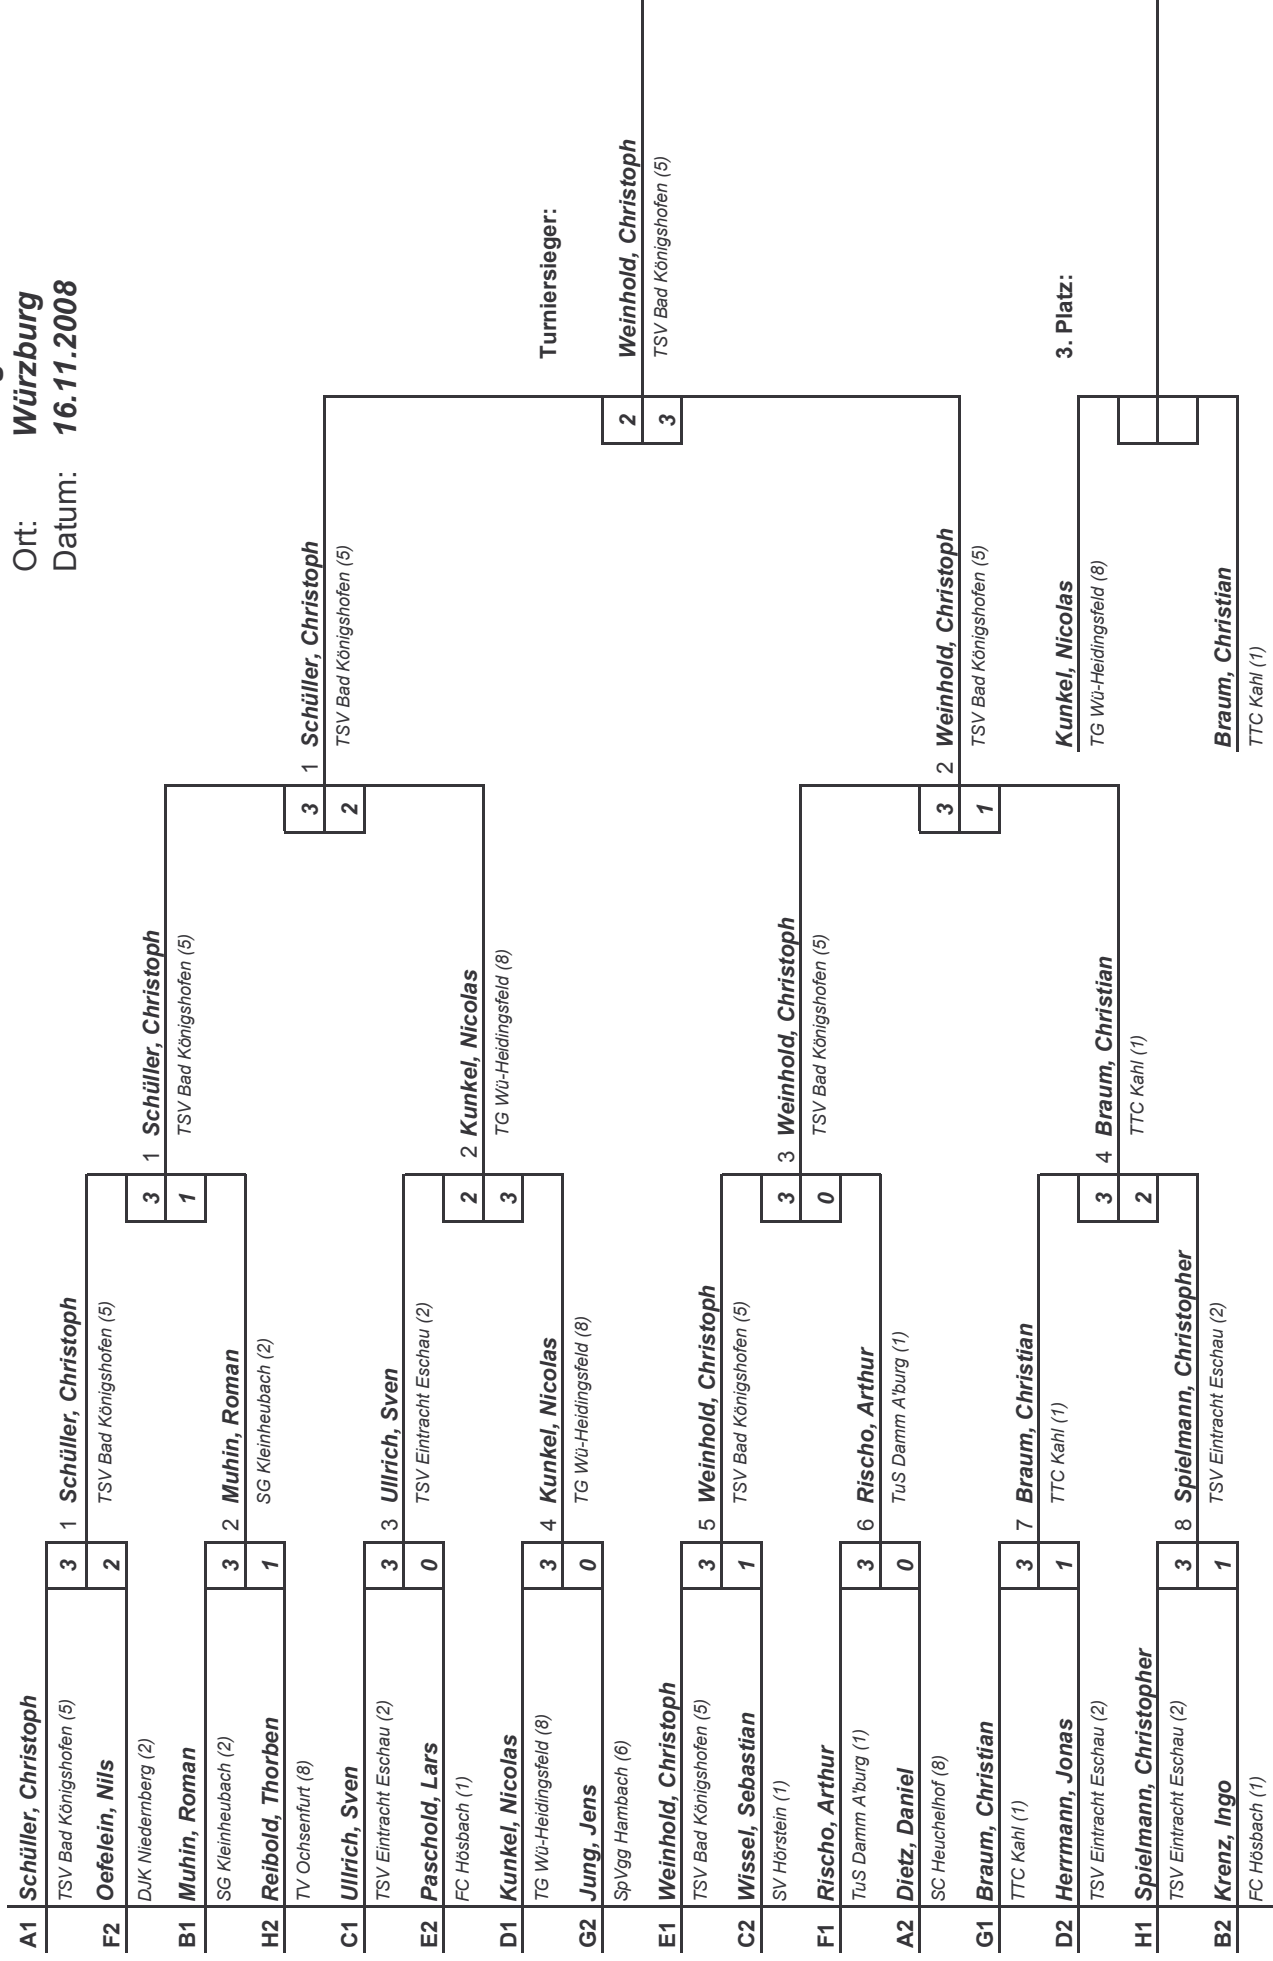 Ort: Würzburg
Datum: 16.11.2008
A1 Schüller, Christoph
TSV Bad Königshofen (5)
F2 Oefelein, Nils
DJK Niedernberg (2)
B1 Muhin, Roman
SG Kleinheubach (2)
H2 Reibold, Thorben
TV Ochsenfurt (8)
C1 Ullrich, Sven
TSV Eintracht Eschau (2)
E2 Paschold, Lars
FC Hösbach (1)
D1 Kunkel, Nicolas
TG Wü-Heidingsfeld (8)
G2 Jung, Jens
SpVgg Hambach (6)
E1 Weinhold, Christoph
TSV Bad Königshofen (5)
C2 Wissel, Sebastian
SV Hörstein (1)
F1 Rischo, Arthur
TuS Damm A'burg (1)
A2 Dietz, Daniel
SC Heuchelhof (8)
G1 Braum, Christian
TTC Kahl (1)
D2 Herrmann, Jonas
TSV Eintracht Eschau (2)
H1 Spielmann, Christopher
TSV Eintracht Eschau (2)
B2 Krenz, Ingo
FC Hösbach (1)
3 1 Schüller, Christoph
2 TSV Bad Königshofen (5)
3 2 Muhin, Roman
1 SG Kleinheubach (2)
3 3 Ullrich, Sven
0 TSV Eintracht Eschau (2)
3 4 Kunkel, Nicolas
0 TG Wü-Heidingsfeld (8)
3 5 Weinhold, Christoph
1 TSV Bad Königshofen (5)
3 6 Rischo, Arthur
0 TuS Damm A'burg (1)
3 7 Braum, Christian
1 TTC Kahl (1)
3 8 Spielmann, Christopher
1 TSV Eintracht Eschau (2)
3 1 Schüller, Christoph
1 TSV Bad Königshofen (5)
2 2 Kunkel, Nicolas
3 TG Wü-Heidingsfeld (8)
3 3 Weinhold, Christoph
0 TSV Bad Königshofen (5)
3 4 Braum, Christian
2 TTC Kahl (1)
3 1 Schüller, Christoph
2 TSV Bad Königshofen (5)
3 2 Weinhold, Christoph
1 TSV Bad Königshofen (5)
Kunkel, Nicolas
TG Wü-Heidingsfeld (8)
Braum, Christian
TTC Kahl (1)
Turniersieger:
2 Weinhold, Christoph
3 TSV Bad Königshofen (5)
3. Platz: